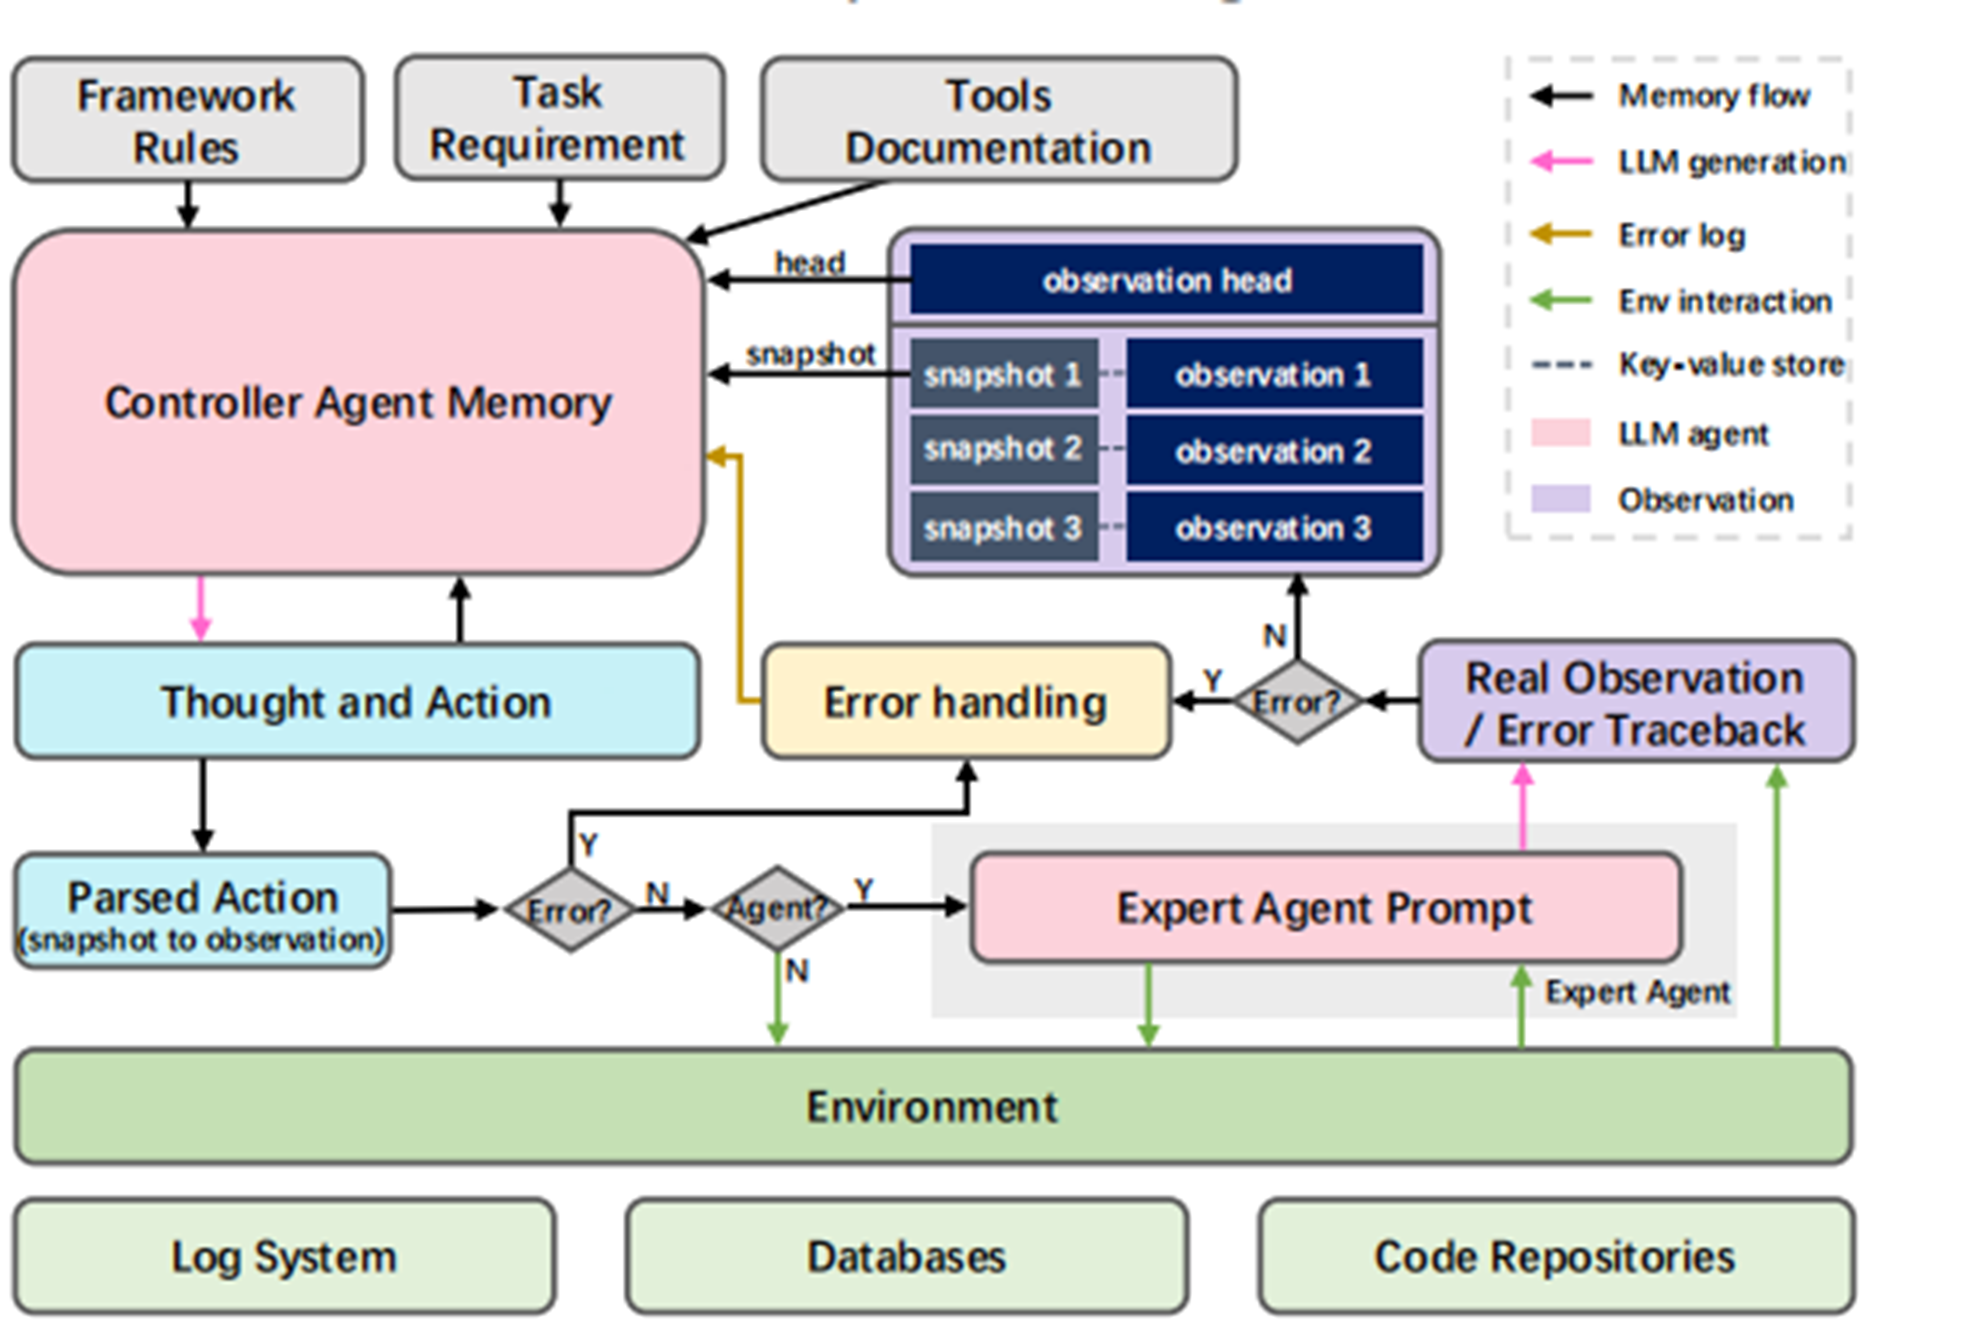 Framework
Rules
Task
Requirement
Tools
Documentation
Memory flow
LLM generation
Error log
Env interaction
Key-value store
LLM agent
Observation
head
observation head
snapshot
snapshot 1
observation 1
snapshot 2
observation 2
snapshot 3
observation 3
Controller Agent Memory
Thought and Action
Error handling
Y
N
Error?
Real Observation
/ Error Traceback
Parsed Action
(snapshot to observation)
Y
Error?
N
Agent?
Y
N
Expert Agent Prompt
Expert Agent
Environment
Log System
Databases
Code Repositories